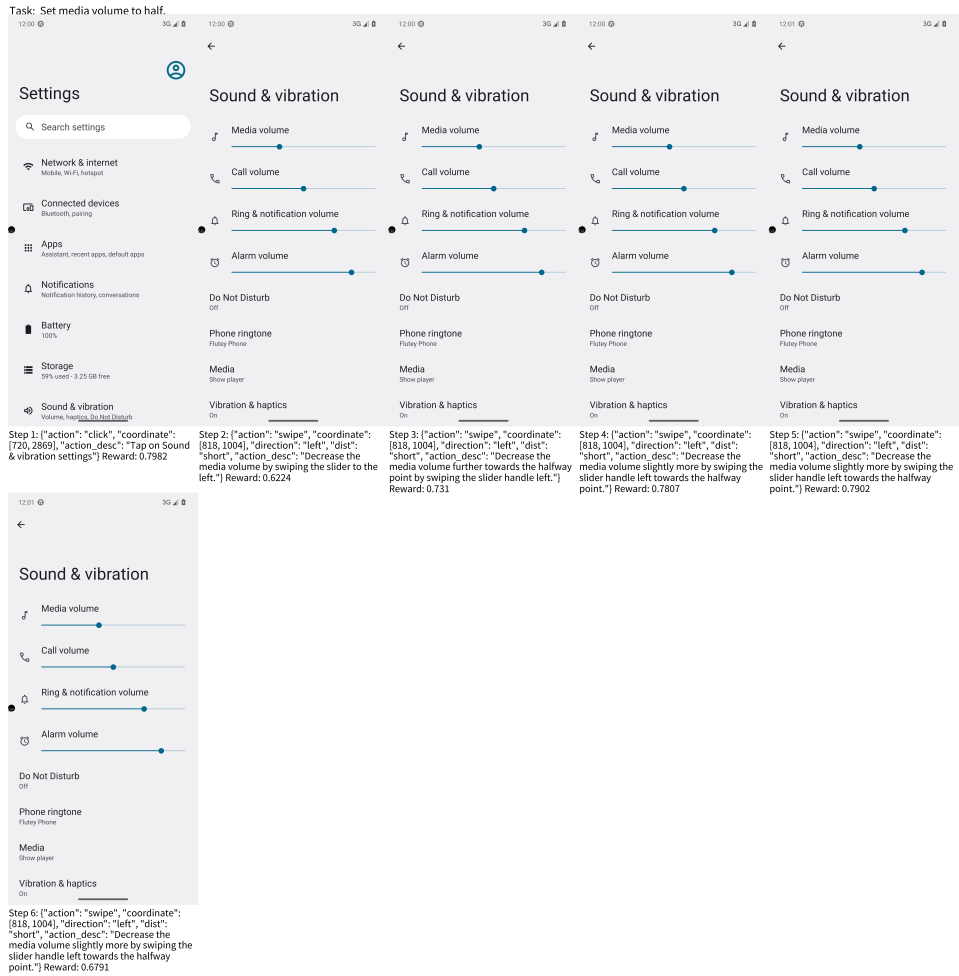 Task: Set media volume to half.
12:00
3G
Settings
Search settings
Network & internet
Mobile, Wi-Fi, hotspot
Connected devices
Bluetooth, pairing
Apps
Assistant, recent apps, default apps
Notifications
Notification history, conversations
Battery
100%
Storage
59% used - 3.25 GB free
Sound & vibration
Volume, haptics, Do Not Disturb
Step 1: {"action": "click", "coordinate":
[720, 2869], "action_desc": "Tap on Sound
& vibration settings"} Reward: 0.7982
12:00
3G
Sound & vibration
Media volume
Call volume
Ring & notification volume
Alarm volume
Do Not Disturb
Off
Phone ringtone
Flutey Phone
Media
Show player
Vibration & haptics
On
Step 2: {"action": "swipe", "coordinate":
[818, 1004], "direction": "left", "dist":
"short", "action_desc": "Decrease the
media volume by swiping the slider to the
left."} Reward: 0.6224
12:00
3G
Sound & vibration
Media volume
Call volume
Ring & notification volume
Alarm volume
Do Not Disturb
Off
Phone ringtone
Flutey Phone
Media
Show player
Vibration & haptics
On
Step 3: {"action": "swipe", "coordinate":
[818, 1004], "direction": "left", "dist":
"short", "action_desc": "Decrease the
media volume further towards the halfway
point by swiping the slider handle left."}
Reward: 0.731
12:00
3G
Sound & vibration
Media volume
Call volume
Ring & notification volume
Alarm volume
Do Not Disturb
Off
Phone ringtone
Flutey Phone
Media
Show player
Vibration & haptics
On
Step 4: {"action": "swipe", "coordinate":
[818, 1004], "direction": "left", "dist":
"short", "action_desc": "Decrease the
media volume slightly more by swiping the
slider handle left towards the halfway
point."} Reward: 0.7807
12:01
3G
Sound & vibration
Media volume
Call volume
Ring & notification volume
Alarm volume
Do Not Disturb
Off
Phone ringtone
Flutey Phone
Media
Show player
Vibration & haptics
On
Step 5: {"action": "swipe", "coordinate":
[818, 1004], "direction": "left", "dist":
"short", "action_desc": "Decrease the
media volume slightly more by swiping the
slider handle left towards the halfway
point."} Reward: 0.7902
12:01
3G
Sound & vibration
Media volume
Call volume
Ring & notification volume
Alarm volume
Do Not Disturb
Off
Phone ringtone
Flutey Phone
Media
Show player
Vibration & haptics
On
Step 6: {"action": "swipe", "coordinate":
[818, 1004], "direction": "left", "dist":
"short", "action_desc": "Decrease the
media volume slightly more by swiping the
slider handle left towards the halfway
point."} Reward: 0.6791